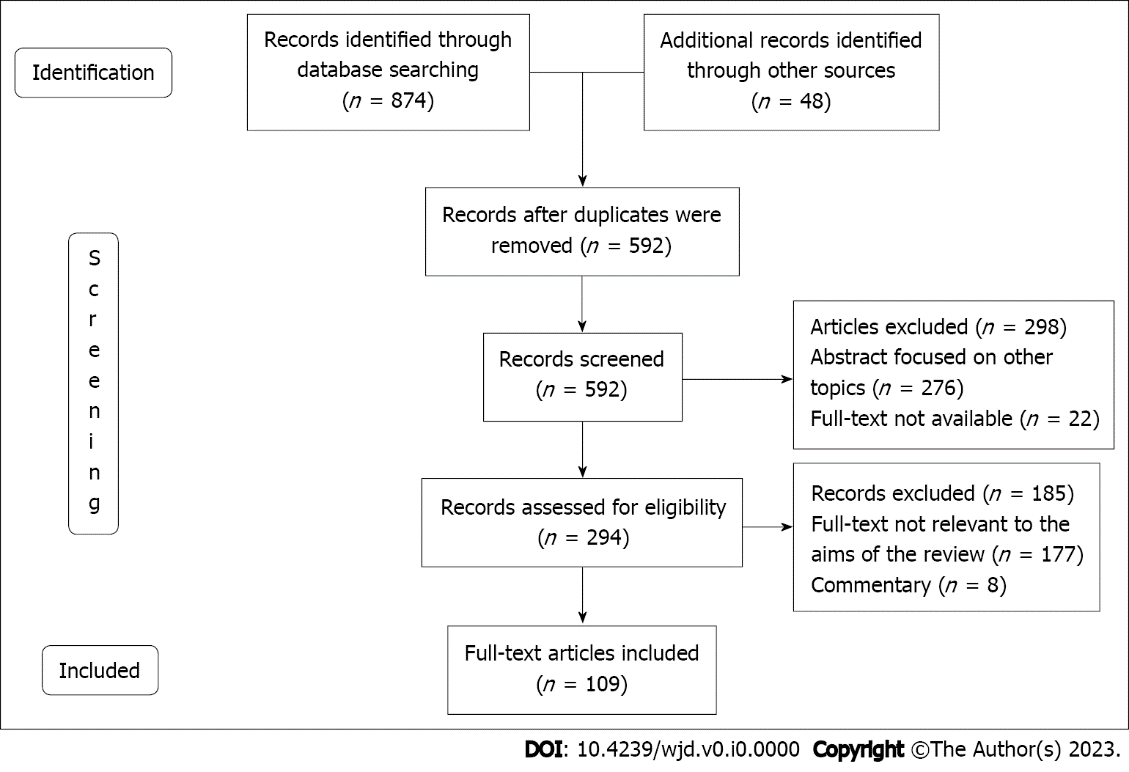 Identification
Records identified through
database searching
(n = 874)
Additional records identified
through other sources
(n = 48)
Records after duplicates were
removed (n = 592)
Screening
Records screened
(n = 592)
Articles excluded (n = 298)
Abstract focused on other
topics (n = 276)
Full-text not available (n = 22)
Records assessed for eligibility
(n = 294)
Records excluded (n = 185)
Full-text not relevant to the
aims of the review (n = 177)
Commentary (n = 8)
Included
Full-text articles included
(n = 109)
DOI: 10.4239/wjd.v0.i0.0000 Copyright ©The Author(s) 2023.